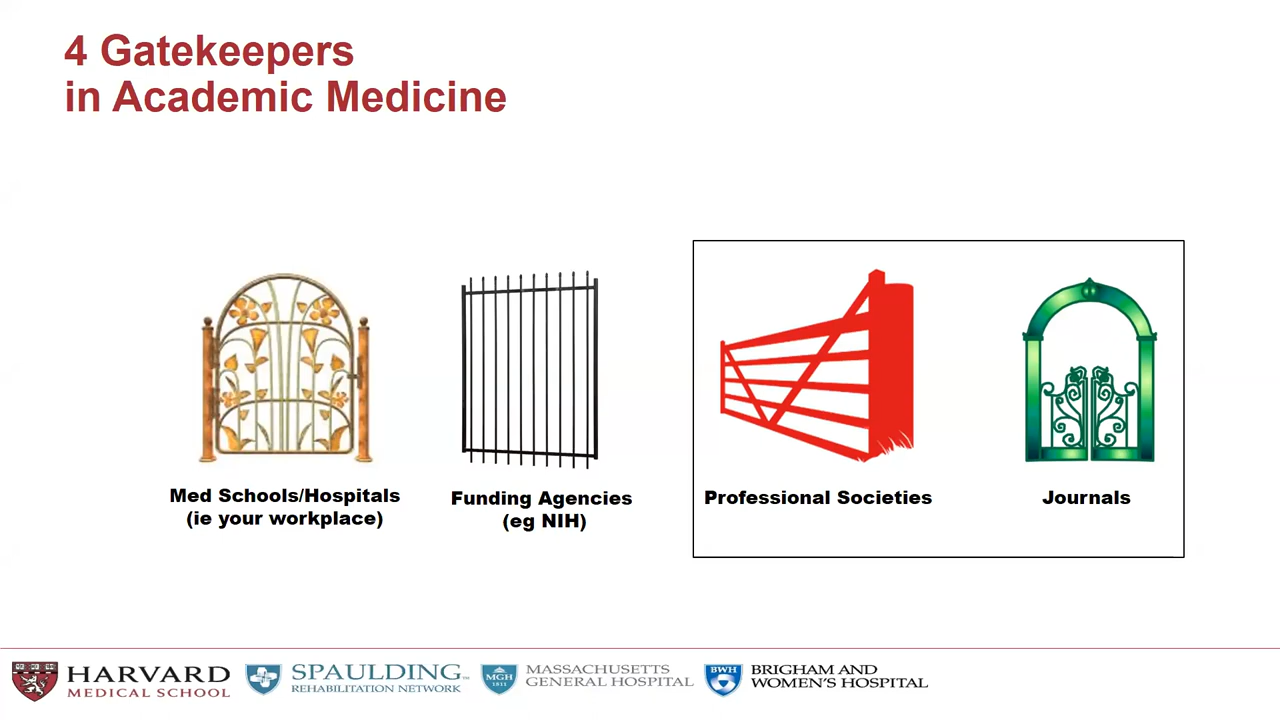 4 Gatekeepers
in Academic Medicine
Med Schools/Hospitals
(ie your workplace)
Funding Agencies
(eg NIH)
Professional Societies
Journals
HARVARD
MEDICAL SCHOOL
SPAULDING™
REHABILITATION NETWORK
MGH
1811
MASSACHUSETTS
GENERAL HOSPITAL
BWH
BRIGHAM AND
WOMEN'S HOSPITAL